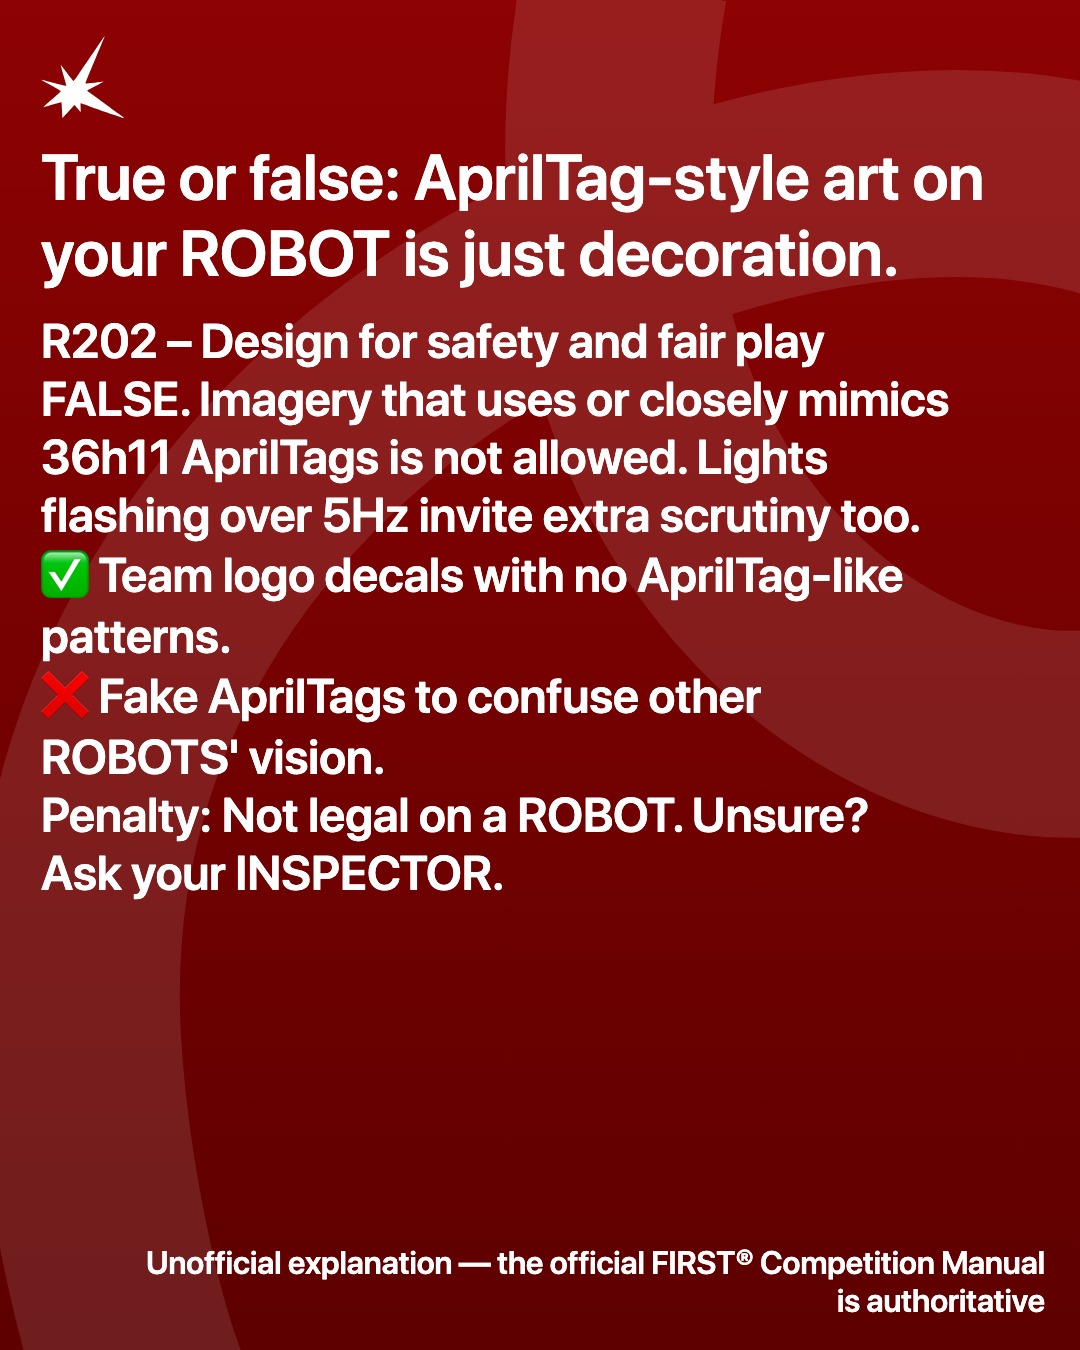 True or false: AprilTag-style art on
your ROBOT is just decoration.
R202 – Design for safety and fair play
FALSE. Imagery that uses or closely mimics
36h11 AprilTags is not allowed. Lights
flashing over 5Hz invite extra scrutiny too.
✅ Team logo decals with no AprilTag-like
patterns.
❌ Fake AprilTags to confuse other
ROBOTS' vision.
Penalty: Not legal on a ROBOT. Unsure?
Ask your INSPECTOR.
Unofficial explanation — the official FIRST® Competition Manual
is authoritative